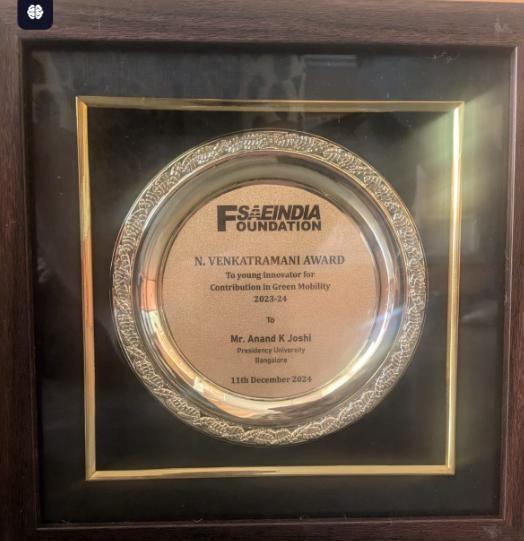 SAEINDIA
FOUNDATION
N. VENKATRAMANI AWARD
To young innovator for
Contribution in Green Mobility
2023-24
To
Mr. Anand K Joshi
Presidency University
Bangalore
11th December 2024